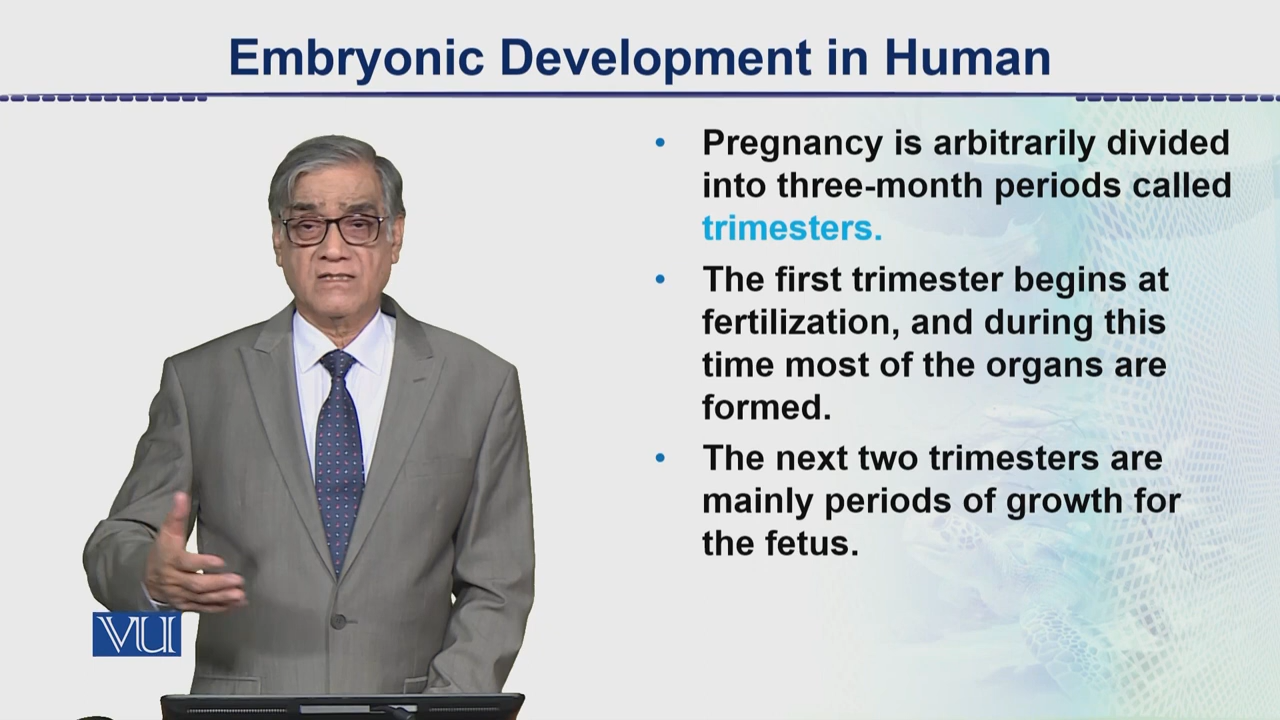 Embryonic Development in Human
• Pregnancy is arbitrarily divided
into three-month periods called
trimesters.
• The first trimester begins at
fertilization, and during this
time most of the organs are
formed.
• The next two trimesters are
mainly periods of growth for
the fetus.
VU